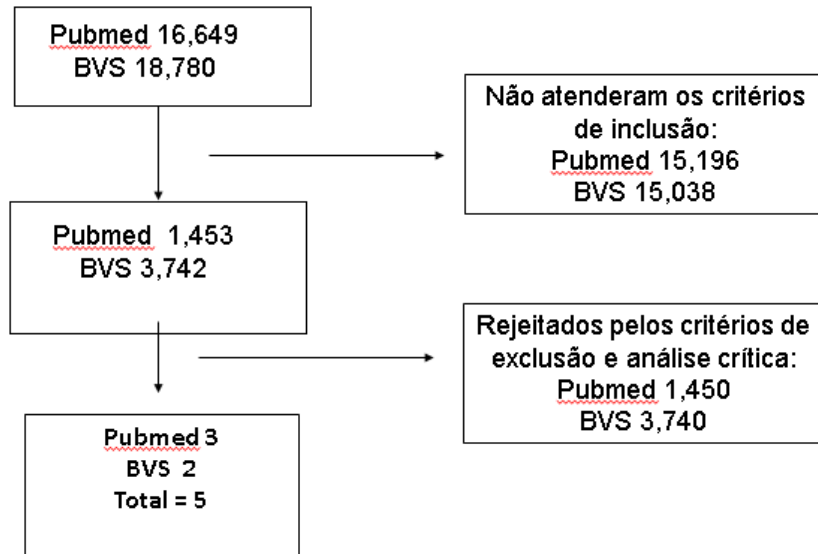 Pubmed 16,649
BVS 18,780
Não atenderam os critérios
de inclusão:
Pubmed 15,196
BVS 15,038
Pubmed 1,453
BVS 3,742
Rejeitados pelos critérios de
exclusão e análise crítica:
Pubmed 1,450
BVS 3,740
Pubmed 3
BVS 2
Total = 5